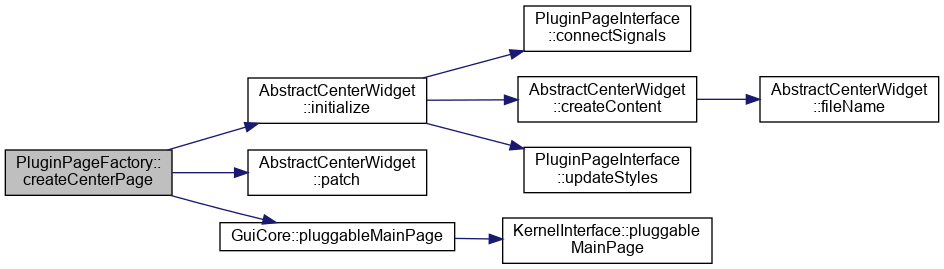 PluginPageFactory::
createCenterPage
AbstractCenterWidget
::initialize
PluginPageInterface
::connectSignals
AbstractCenterWidget
::createContent
AbstractCenterWidget
::fileName
PluginPageInterface
::updateStyles
AbstractCenterWidget
::patch
GuiCore::pluggableMainPage
KernelInterface::pluggable
MainPage